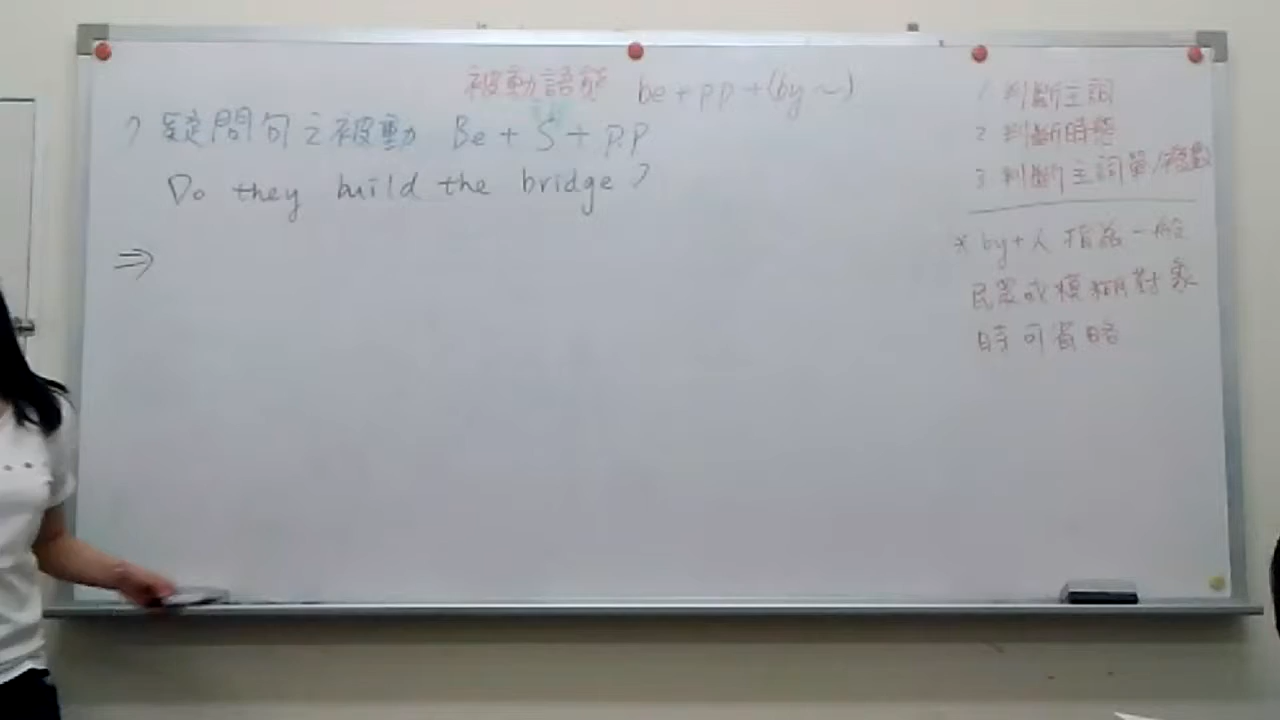 被動語態 be + pp + (by ~)
7 疑問句之被動 Be + S + p.p
Do they build the bridge?
⇒
1 判斷主詞
2 判斷時態
3 判斷主詞單/複數
* by+人 指為一般
民眾或模糊對象
時可省略